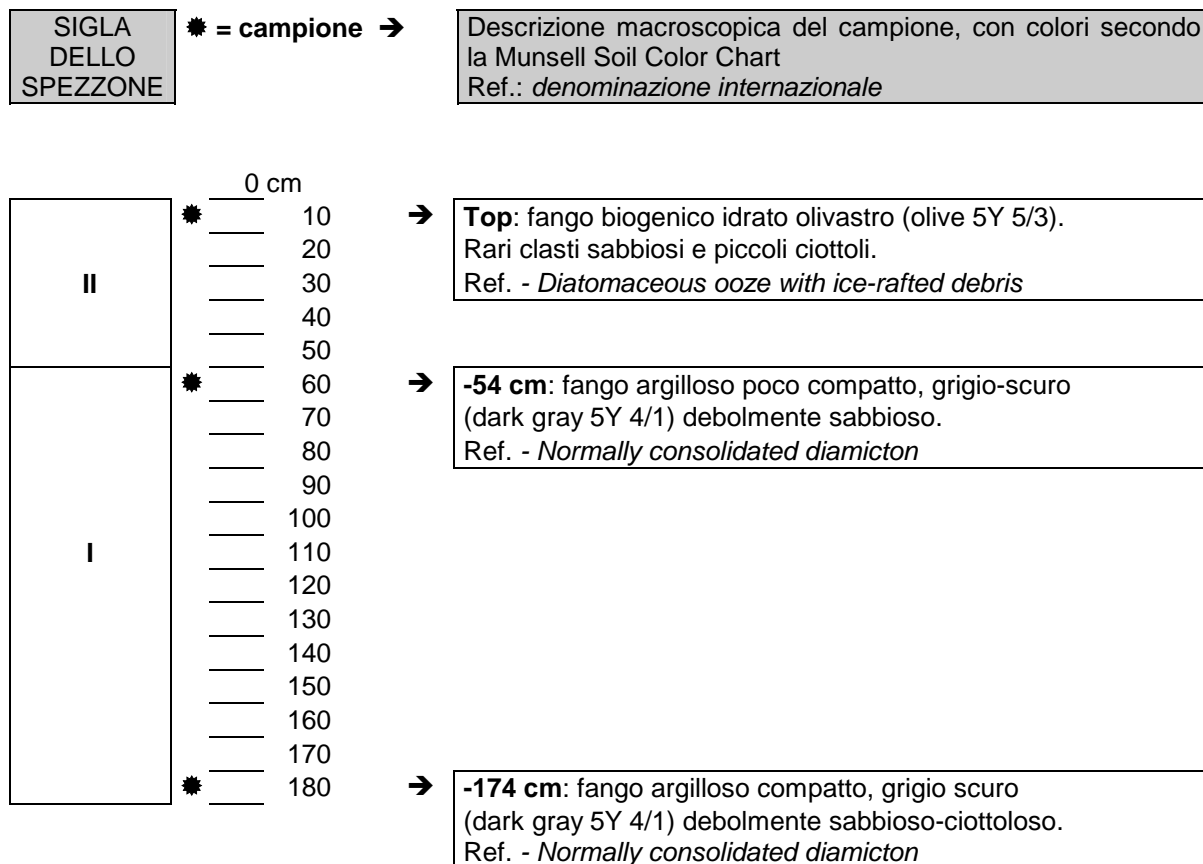 SIGLA
DELLO
SPEZZONE
= campione ➔
Descrizione macroscopica del campione, con colori secondo
la Munsell Soil Color Chart
Ref.: denominazione internazionale
0 cm
10 ➔
20
30
40
50
II
Top: fango biogenico idrato olivastro (olive 5Y 5/3).
Rari clasti sabbiosi e piccoli ciottoli.
Ref. - Diatomaceous ooze with ice-rafted debris
60 ➔
70
80
90
100
110
120
130
140
150
160
170
I
-54 cm: fango argilloso poco compatto, grigio-scuro
(dark gray 5Y 4/1) debolmente sabbioso.
Ref. - Normally consolidated diamicton
180 ➔
-174 cm: fango argilloso compatto, grigio scuro
(dark gray 5Y 4/1) debolmente sabbioso-ciottoloso.
Ref. - Normally consolidated diamicton